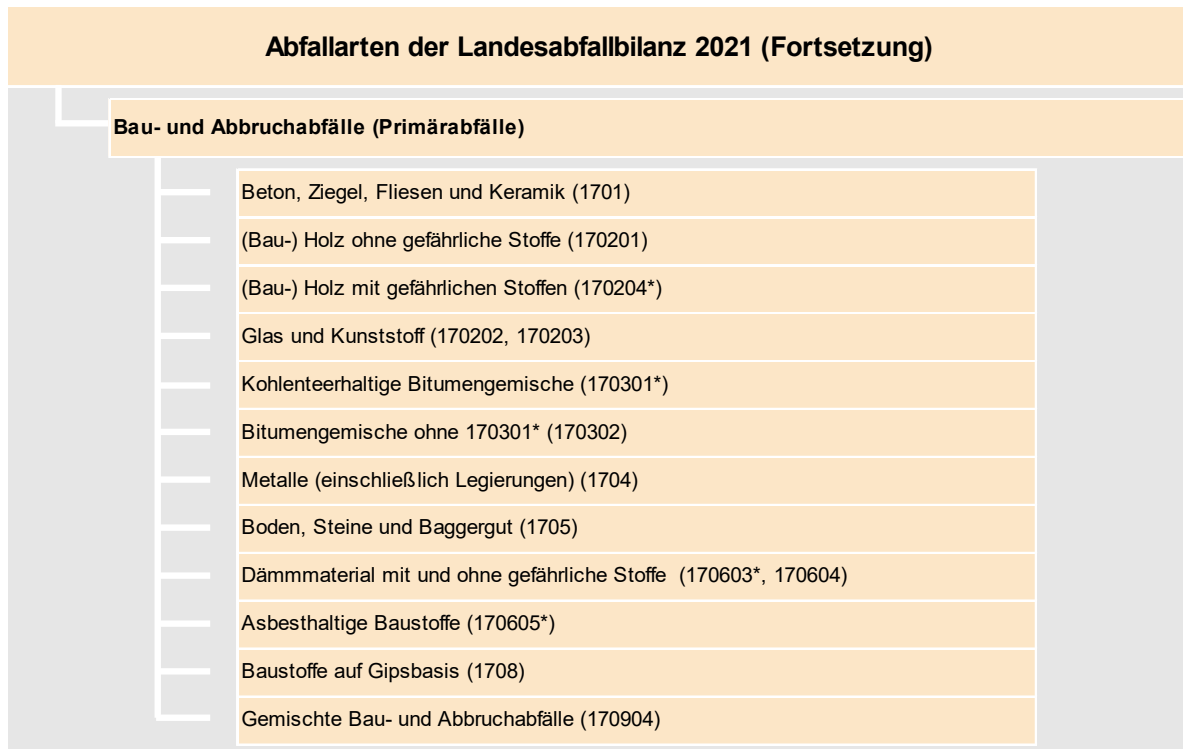 Abfallarten der Landesabfallbilanz 2021 (Fortsetzung)
Bau- und Abbruchabfälle (Primärabfälle)
Beton, Ziegel, Fliesen und Keramik (1701)
(Bau-) Holz ohne gefährliche Stoffe (170201)
(Bau-) Holz mit gefährlichen Stoffen (170204*)
Glas und Kunststoff (170202, 170203)
Kohlenteerhaltige Bitumengemische (170301*)
Bitumengemische ohne 170301* (170302)
Metalle (einschließlich Legierungen) (1704)
Boden, Steine und Baggergut (1705)
Dämmmaterial mit und ohne gefährliche Stoffe (170603*, 170604)
Asbesthaltige Baustoffe (170605*)
Baustoffe auf Gipsbasis (1708)
Gemischte Bau- und Abbruchabfälle (170904)